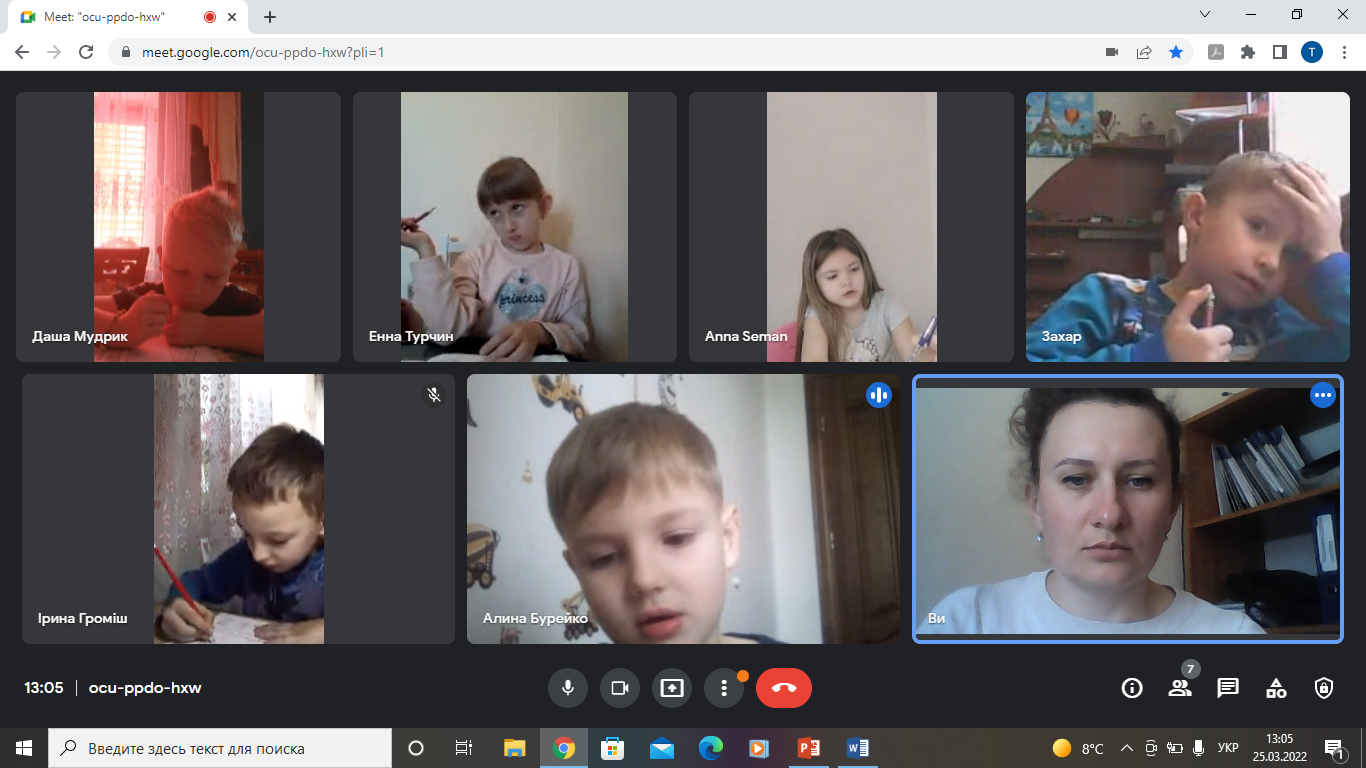 Meet: "ocu-ppdo-hxw"
meet.google.com/ocu-ppdo-hxw?pli=1
T
princess
Даша Мудрик
Енна Турчин
Anna Seman
Захар
Ірина Громіш
Алина Бурейко
Ви
13:05 | ocu-ppdo-hxw
7
Введите здесь текст для поиска
8°C
УКР
13:05
25.03.2022
1